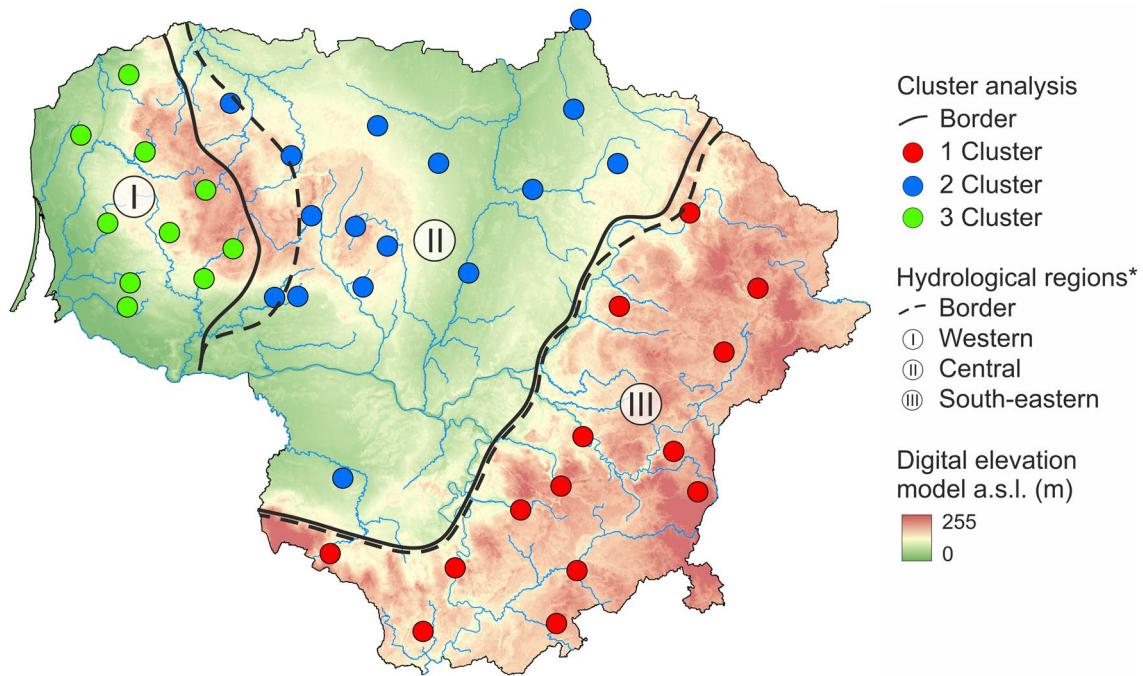 I
II
III
Cluster analysis
Border
1 Cluster
2 Cluster
3 Cluster
Hydrological regions*
Border
I Western
II Central
III South-eastern
Digital elevation
model a.s.l. (m)
255
0